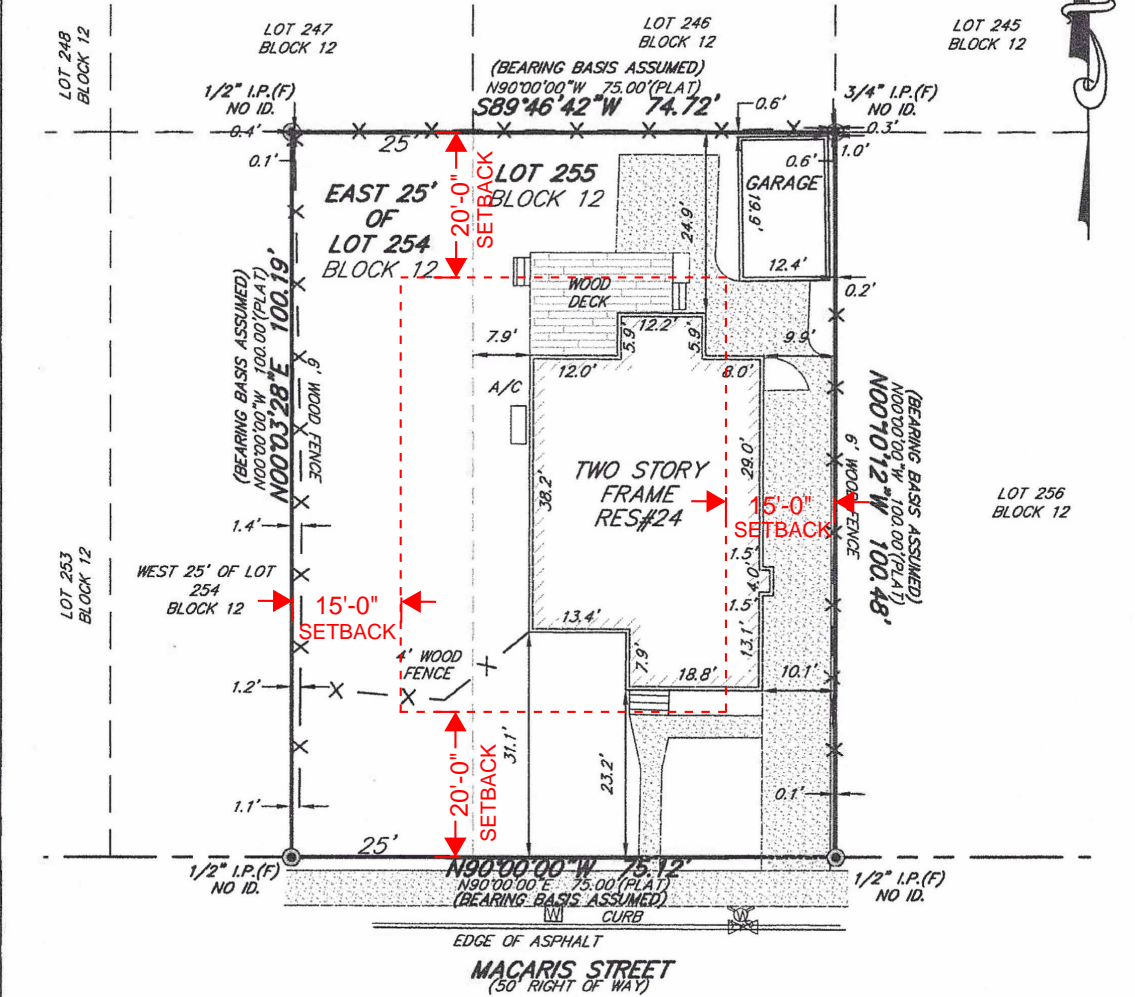 LOT 248
BLOCK 12
LOT 247
BLOCK 12
LOT 246
BLOCK 12
LOT 245
BLOCK 12
(BEARING BASIS ASSUMED)
N90°00'00"W 75.00'(PLAT)
S89°46'42"W 74.72'
1/2" I.P.(F)
NO ID.
3/4" I.P.(F)
NO ID.
0.6'
0.4'
0.3'
0.1'
25'
1.0'
0.6'
GARAGE
19.9'
12.4'
0.2'
EAST 25'
OF
LOT 254
BLOCK 12
LOT 255
BLOCK 12
20'-0"
SETBACK
24.9'
WOOD
DECK
12.2'
5.9'
5.9'
7.9'
12.0'
8.0'
9.9'
A/C
(BEARING BASIS ASSUMED)
N00°00'00"W 100.00'(PLAT)
N00°03'28"E 100.19'
6' WOOD FENCE
38.2'
TWO STORY
FRAME
RES#24
29.0'
15'-0"
SETBACK
6' WOOD FENCE
N00°10'12"W 100.48'
N00°00'00"W 100.00'(PLAT)
(BEARING BASIS ASSUMED)
LOT 256
BLOCK 12
1.4'
1.5'
4.0'
1.5'
LOT 253
BLOCK 12
WEST 25' OF LOT
254
BLOCK 12
15'-0"
SETBACK
13.4'
7.9'
13.1'
4' WOOD
FENCE
18.8'
10.1'
1.2'
31.1'
23.2'
20'-0"
SETBACK
1.1'
0.1'
25'
1/2" I.P.(F)
NO ID.
N90°00'00"W 75.12'
N90°00'00"E 75.00'(PLAT)
(BEARING BASIS ASSUMED)
1/2" I.P.(F)
NO ID.
W
CURB
W
EDGE OF ASPHALT
MACARIS STREET
(50' RIGHT OF WAY)